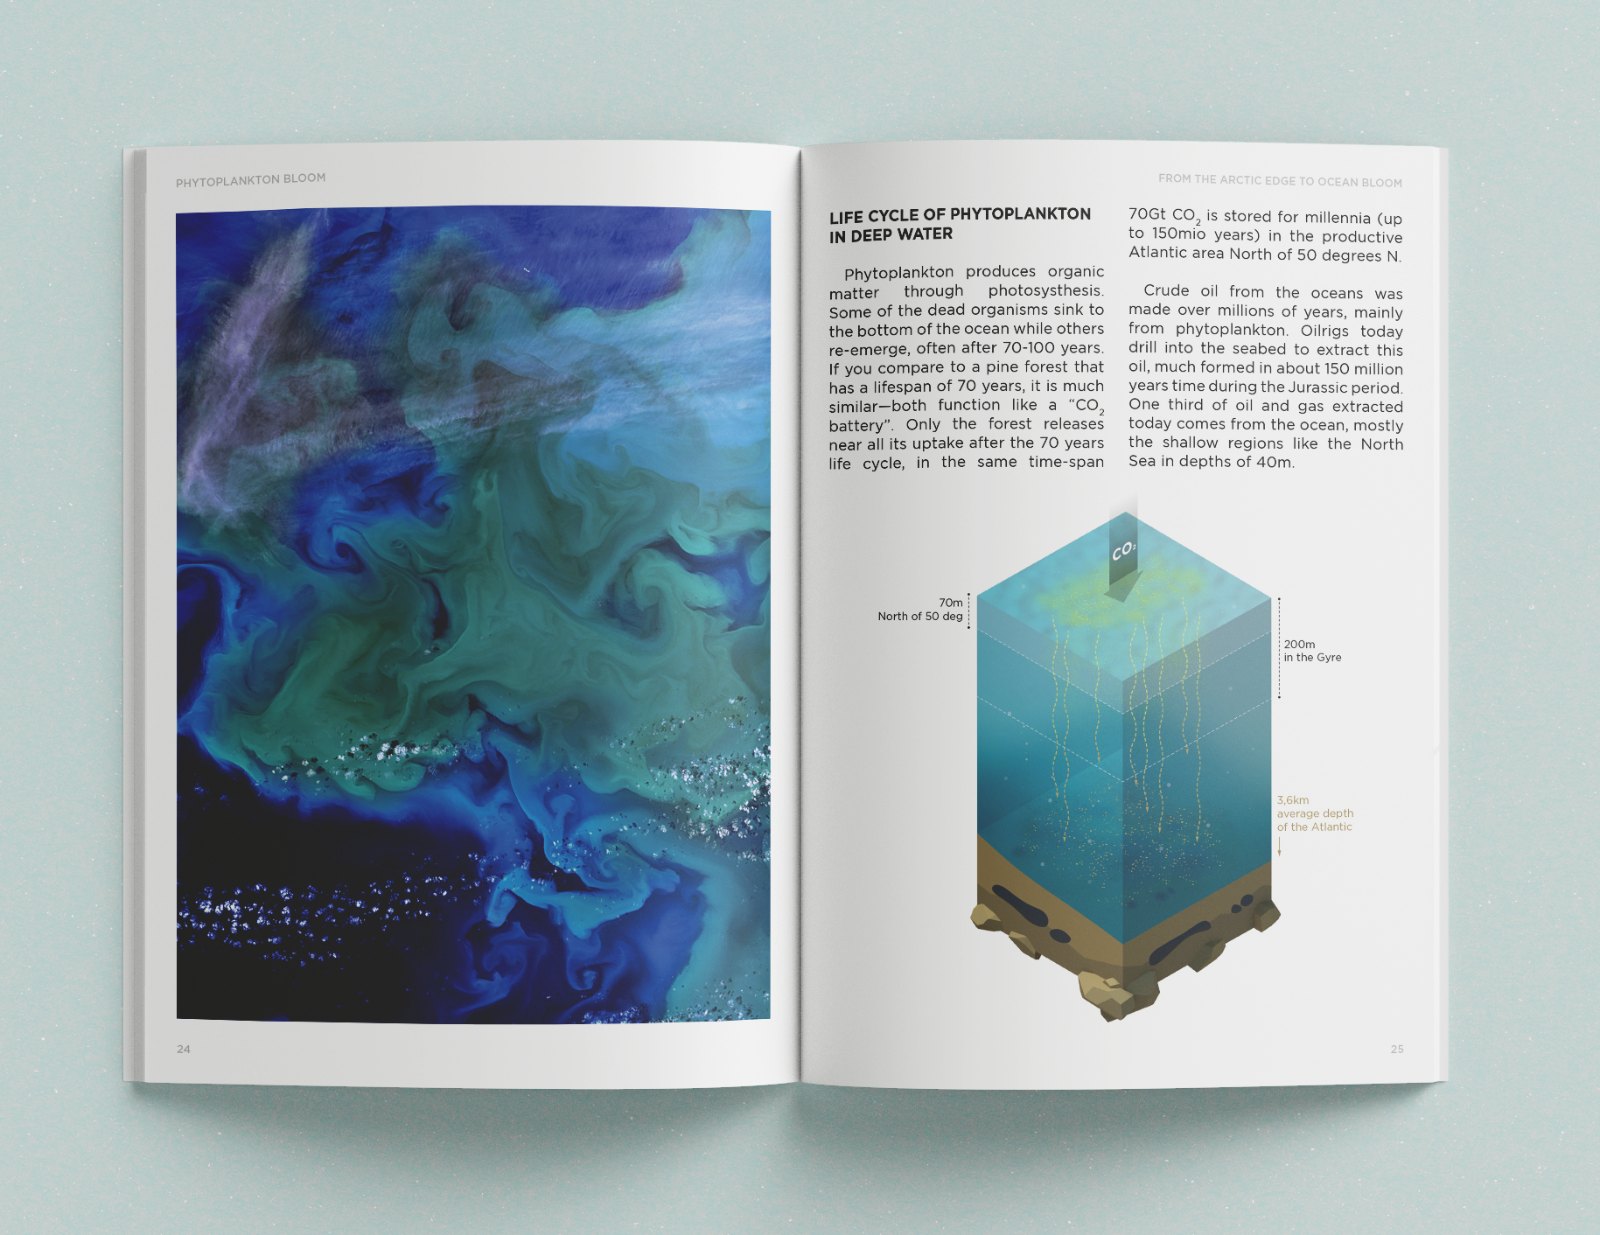 PHYTOPLANKTON BLOOM
24
FROM THE ARCTIC EDGE TO OCEAN BLOOM
LIFE CYCLE OF PHYTOPLANKTON
IN DEEP WATER
Phytoplankton produces organic
matter through photosysthesis.
Some of the dead organisms sink to
the bottom of the ocean while others
re-emerge, often after 70-100 years.
If you compare to a pine forest that
has a lifespan of 70 years, it is much
similar—both function like a “CO₂
battery”. Only the forest releases
near all its uptake after the 70 years
life cycle, in the same time-span
70Gt CO₂ is stored for millennia (up
to 150mio years) in the productive
Atlantic area North of 50 degrees N.
Crude oil from the oceans was
made over millions of years, mainly
from phytoplankton. Oilrigs today
drill into the seabed to extract this
oil, much formed in about 150 million
years time during the Jurassic period.
One third of oil and gas extracted
today comes from the ocean, mostly
the shallow regions like the North
Sea in depths of 40m.
CO₂
70m
North of 50 deg
200m
in the Gyre
3,6km
average depth
of the Atlantic
25